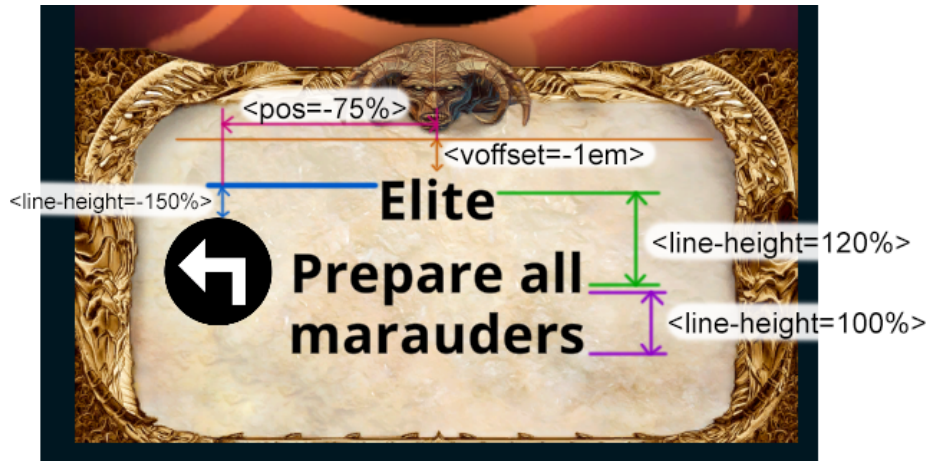 <pos=-75%>
<voffset=-1em>
<line-height=-150%>
Elite
<line-height=120%>
Prepare all
marauders
<line-height=100%>